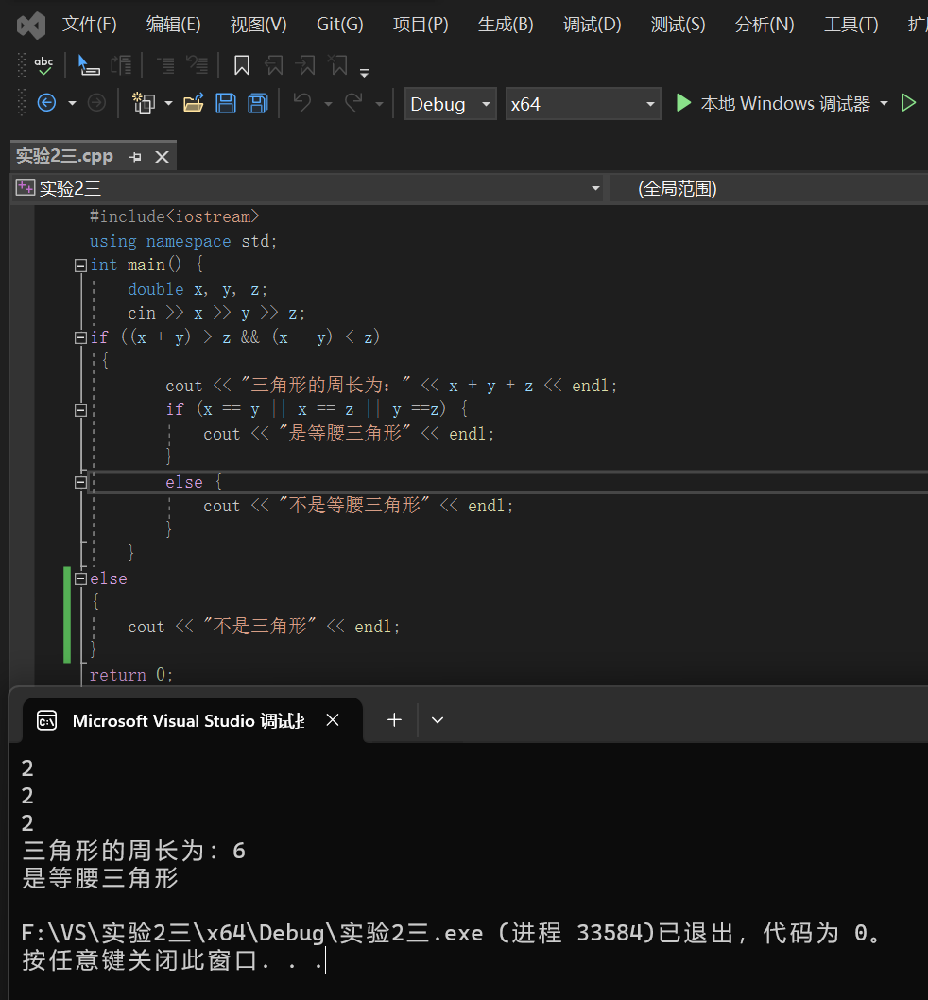 文件(F) 编辑(E) 视图(V) Git(G) 项目(P) 生成(B) 调试(D) 测试(S) 分析(N) 工具(T)
abc
Debug x64 本地 Windows 调试器
实验2三.cpp
实验2三 (全局范围)
#include<iostream>
using namespace std;
int main() {
double x, y, z;
cin >> x >> y >> z;
if ((x + y) > z && (x - y) < z)
{
cout << "三角形的周长为：" << x + y + z << endl;
if (x == y || x == z || y ==z) {
cout << "是等腰三角形" << endl;
}
else {
cout << "不是等腰三角形" << endl;
}
}
else
{
cout << "不是三角形" << endl;
}
return 0;
Microsoft Visual Studio 调试
2
2
2
三角形的周长为：6
是等腰三角形
F:\VS\实验2三\x64\Debug\实验2三.exe (进程 33584)已退出，代码为 0。
按任意键关闭此窗口. . .